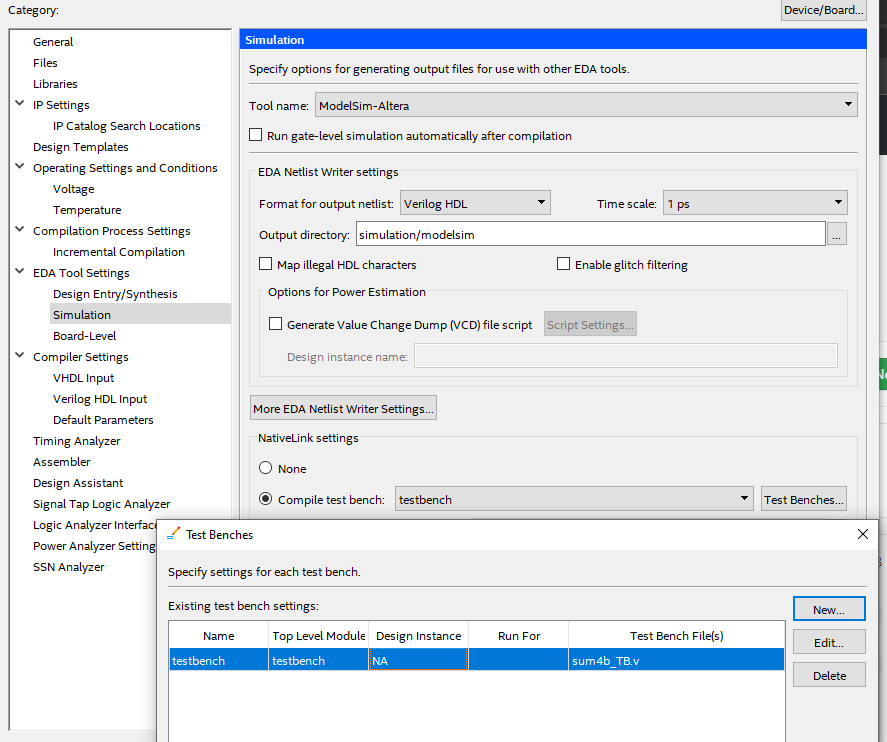 Category:
Device/Board...
General
Files
Libraries
IP Settings
IP Catalog Search Locations
Design Templates
Operating Settings and Conditions
Voltage
Temperature
Compilation Process Settings
Incremental Compilation
EDA Tool Settings
Design Entry/Synthesis
Simulation
Board-Level
Compiler Settings
VHDL Input
Verilog HDL Input
Default Parameters
Timing Analyzer
Assembler
Design Assistant
Signal Tap Logic Analyzer
Logic Analyzer Interface
Power Analyzer Setting
SSN Analyzer
Simulation
Specify options for generating output files for use with other EDA tools.
Tool name: ModelSim-Altera
Run gate-level simulation automatically after compilation
EDA Netlist Writer settings
Format for output netlist: Verilog HDL Time scale: 1 ps
Output directory: simulation/modelsim ...
Map illegal HDL characters Enable glitch filtering
Options for Power Estimation
Generate Value Change Dump (VCD) file script Script Settings...
Design instance name:
More EDA Netlist Writer Settings...
NativeLink settings
None
Compile test bench: testbench Test Benches...
Test Benches
Specify settings for each test bench.
Existing test bench settings:
Name Top Level Module Design Instance Run For Test Bench File(s)
testbench testbench NA sum4b_TB.v
New...
Edit...
Delete